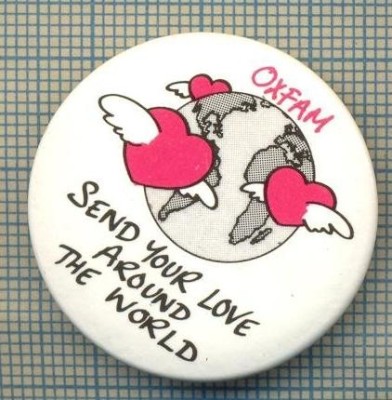 OXFAM
SEND YOUR LOVE
AROUND
THE WORLD